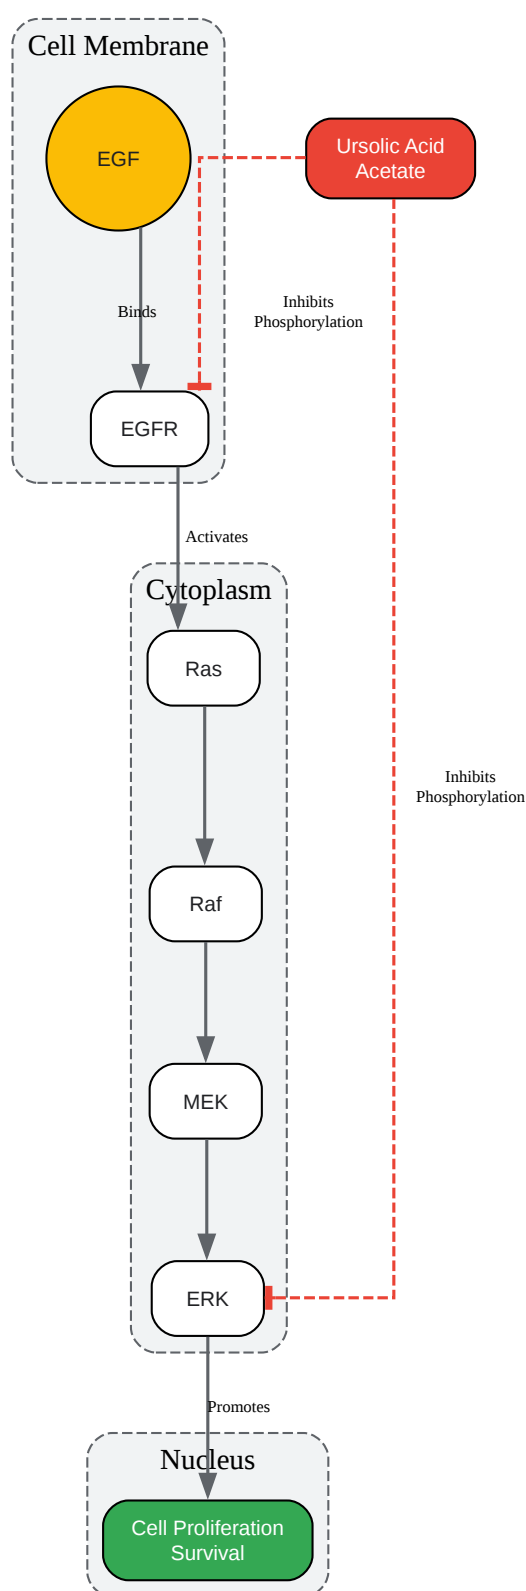 Cell Membrane
EGF
Ursolic Acid
Acetate
Binds
Inhibits
Phosphorylation
EGFR
Activates
Cytoplasm
Ras
Inhibits
Phosphorylation
Raf
MEK
ERK
Promotes
Nucleus
Cell Proliferation
Survival